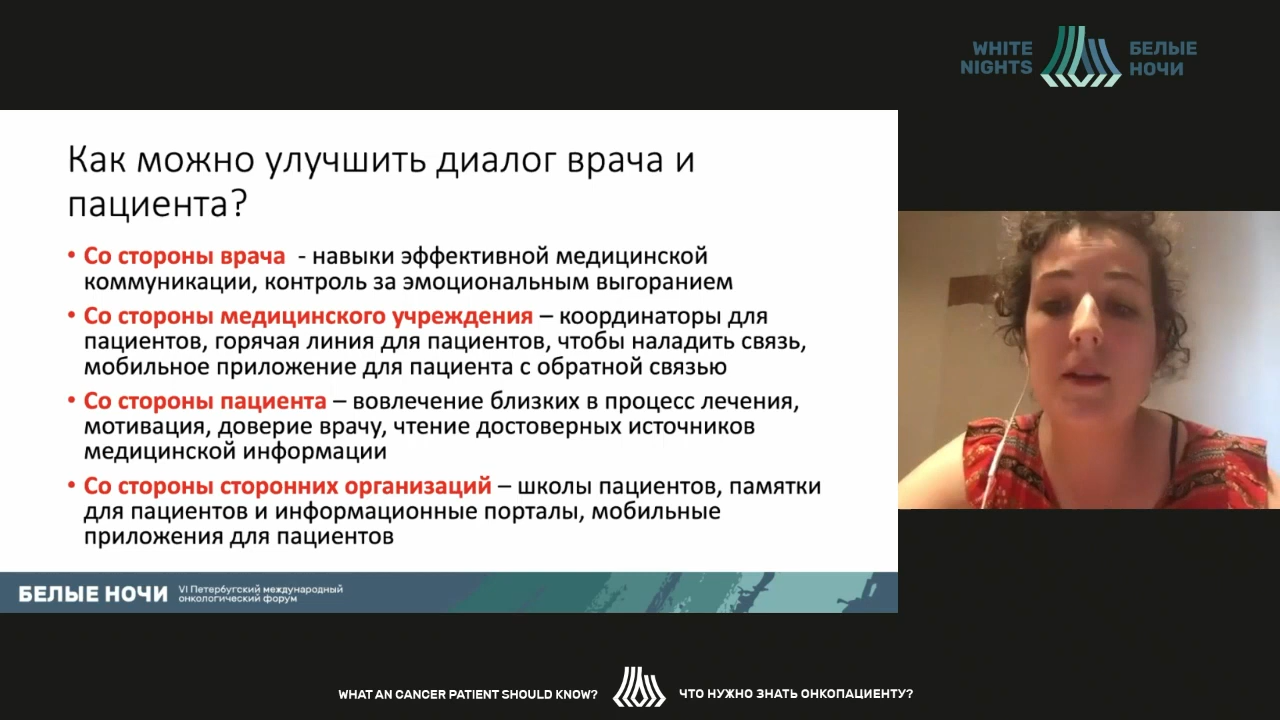 WHITE
NIGHTS
БЕЛЫЕ
НОЧИ
Как можно улучшить диалог врача и
пациента?
• Со стороны врача - навыки эффективной медицинской
коммуникации, контроль за эмоциональным выгоранием
• Со стороны медицинского учреждения – координаторы для
пациентов, горячая линия для пациентов, чтобы наладить связь,
мобильное приложение для пациента с обратной связью
• Со стороны пациента – вовлечение близких в процесс лечения,
мотивация, доверие врачу, чтение достоверных источников
медицинской информации
• Со стороны сторонних организаций – школы пациентов, памятки
для пациентов и информационные порталы, мобильные
приложения для пациентов
БЕЛЫЕ НОЧИ
VI Петербугский международный
онкологический форум
WHAT AN CANCER PATIENT SHOULD KNOW?
ЧТО НУЖНО ЗНАТЬ ОНКОПАЦИЕНТУ?